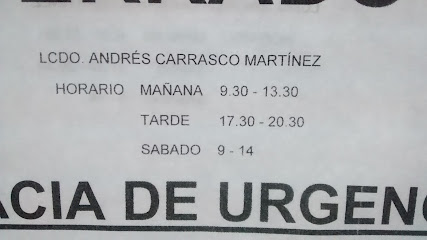 ERRADO
LCDO. ANDRÉS CARRASCO MARTÍNEZ
HORARIO MAÑANA 9.30 - 13.30
TARDE 17.30 - 20.30
SABADO 9 - 14
ACIA DE URGENC